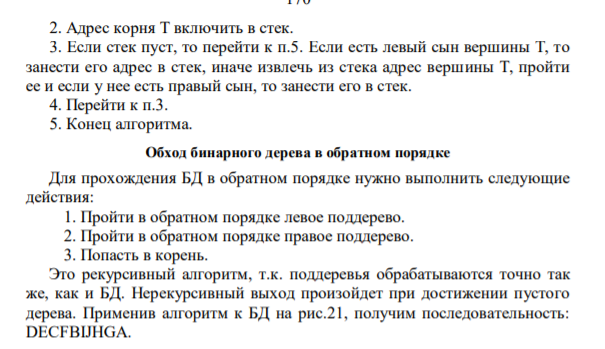 170
2. Адрес корня Т включить в стек.
3. Если стек пуст, то перейти к п.5. Если есть левый сын вершины Т, то
занести его адрес в стек, иначе извлечь из стека адрес вершины Т, пройти
ее и если у нее есть правый сын, то занести его в стек.
4. Перейти к п.3.
5. Конец алгоритма.
Обход бинарного дерева в обратном порядке
Для прохождения БД в обратном порядке нужно выполнить следующие
действия:
1. Пройти в обратном порядке левое поддерево.
2. Пройти в обратном порядке правое поддерево.
3. Попасть в корень.
Это рекурсивный алгоритм, т.к. поддеревья обрабатываются точно так
же, как и БД. Нерекурсивный выход произойдет при достижении пустого
дерева. Применив алгоритм к БД на рис.21, получим последовательность:
DECFBIJHGA.